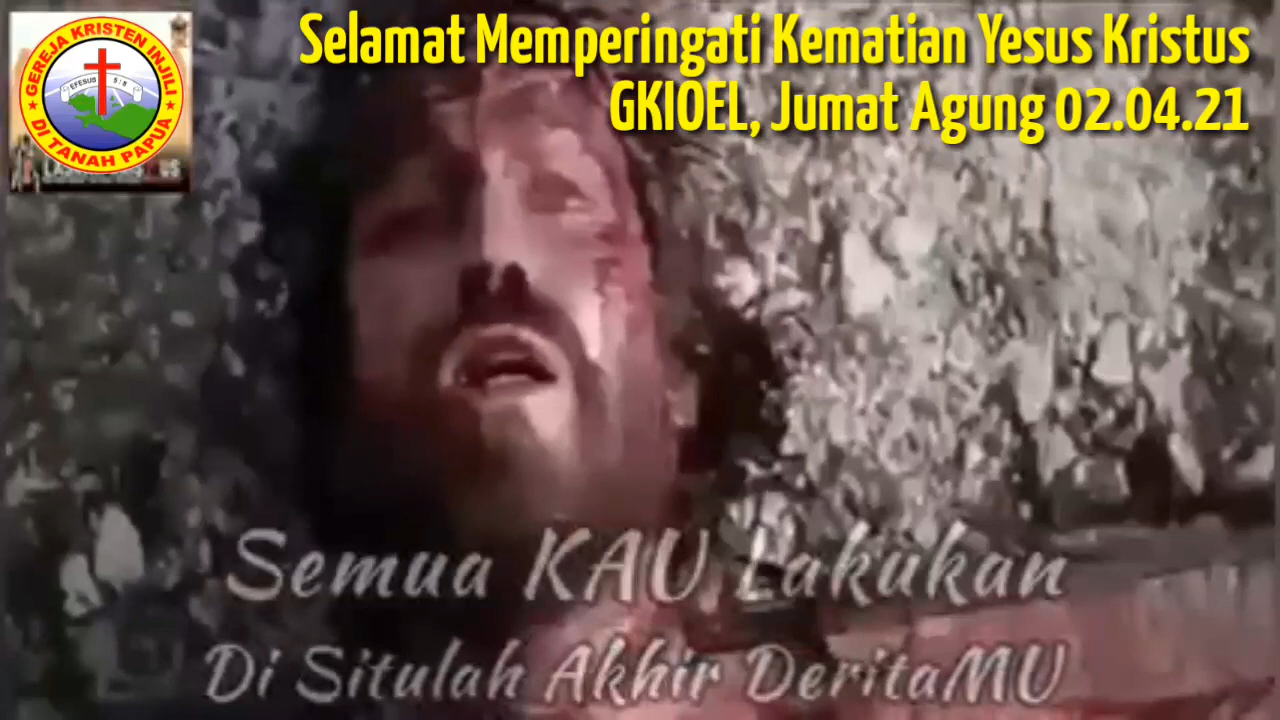 Selamat Memperingati Kematian Yesus Kristus
GKIOEL, Jumat Agung 02.04.21
GEREJA KRISTEN INJILI
EFESUS 5:8
DI TANAH PAPUA
Semua KAU Lakukan
Di Situlah Akhir DeritaMU